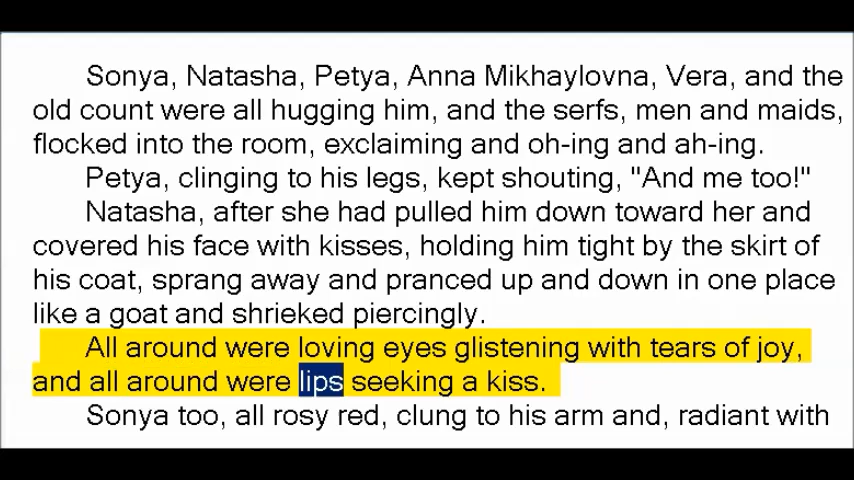 Sonya, Natasha, Petya, Anna Mikhaylovna, Vera, and the
old count were all hugging him, and the serfs, men and maids,
flocked into the room, exclaiming and oh-ing and ah-ing.
Petya, clinging to his legs, kept shouting, "And me too!"
Natasha, after she had pulled him down toward her and
covered his face with kisses, holding him tight by the skirt of
his coat, sprang away and pranced up and down in one place
like a goat and shrieked piercingly.
All around were loving eyes glistening with tears of joy,
and all around were lips seeking a kiss.
Sonya too, all rosy red, clung to his arm and, radiant with